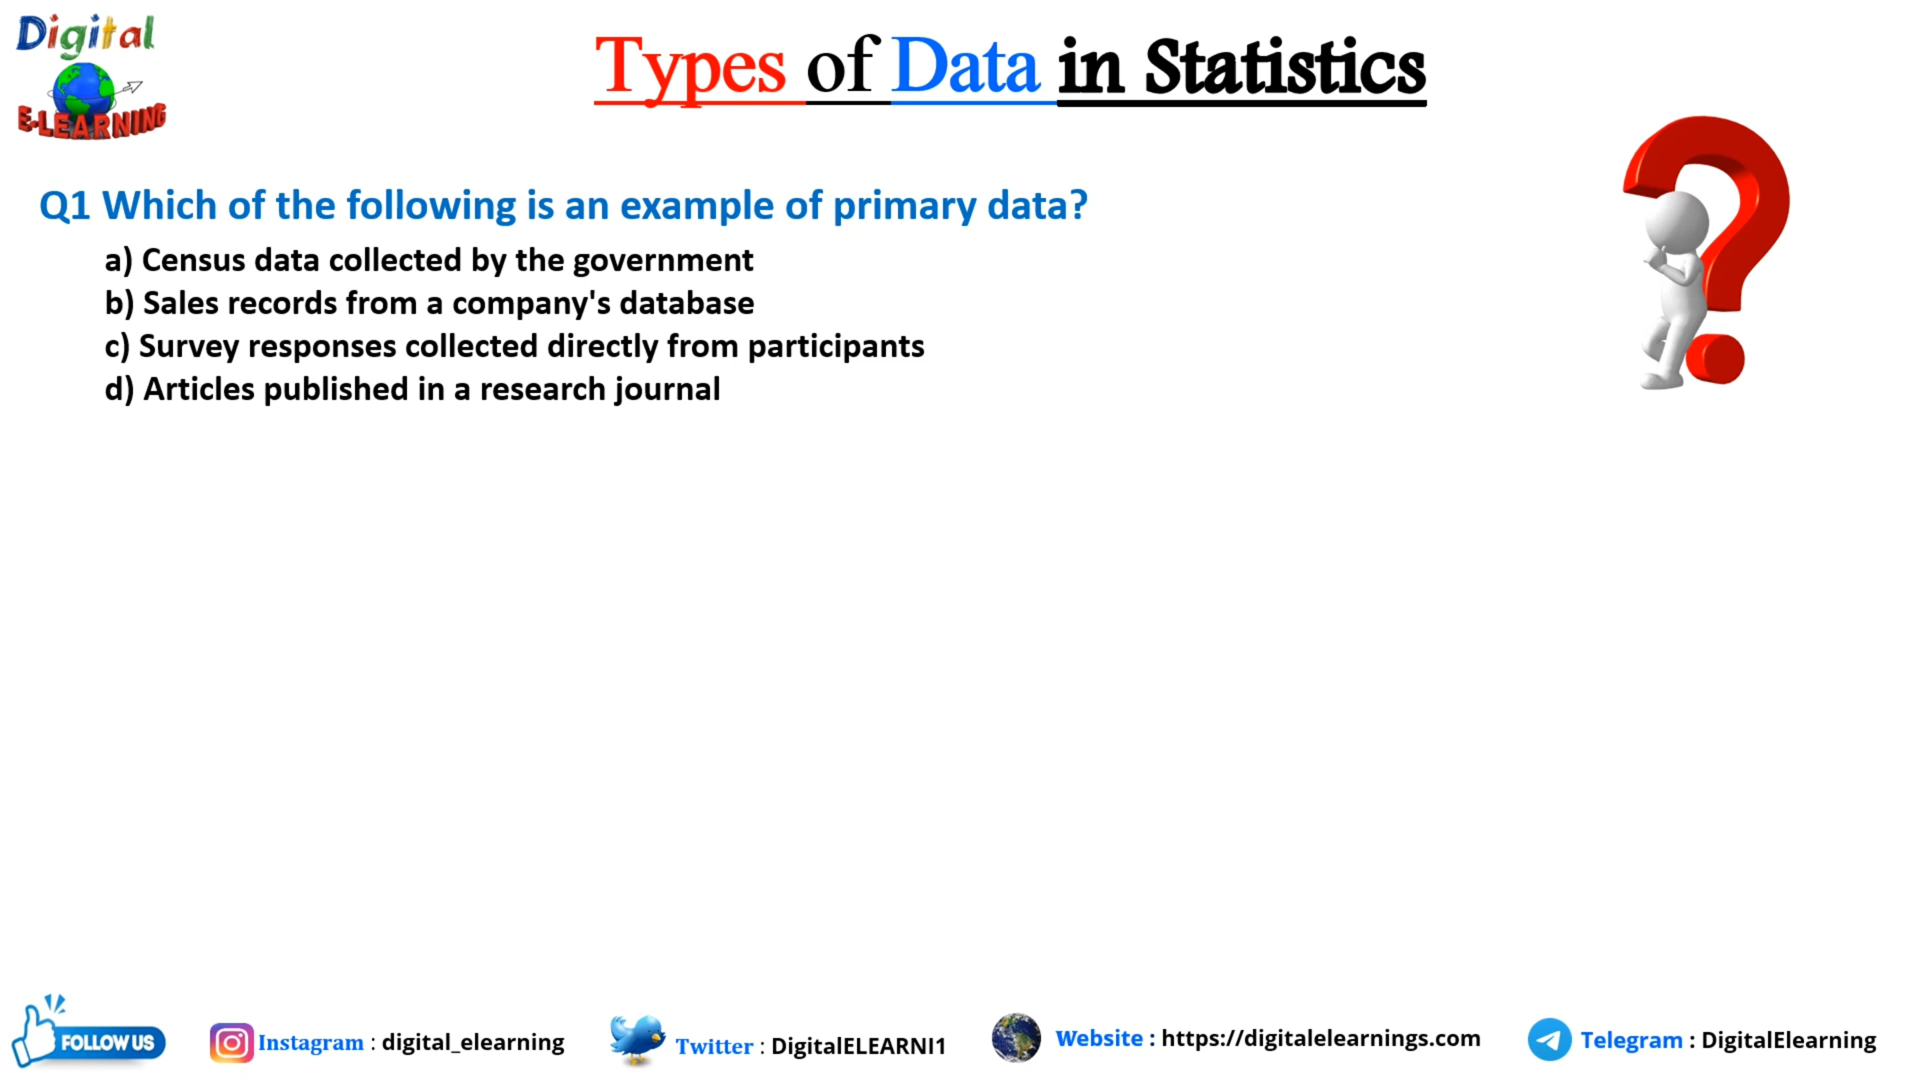 Digital
E-LEARNING
Types of Data in Statistics
Q1 Which of the following is an example of primary data?
a) Census data collected by the government
b) Sales records from a company's database
c) Survey responses collected directly from participants
d) Articles published in a research journal
FOLLOW US
Instagram : digital_elearning
Twitter : DigitalELEARNI1
Website : https://digitalelearnings.com
Telegram : DigitalElearning